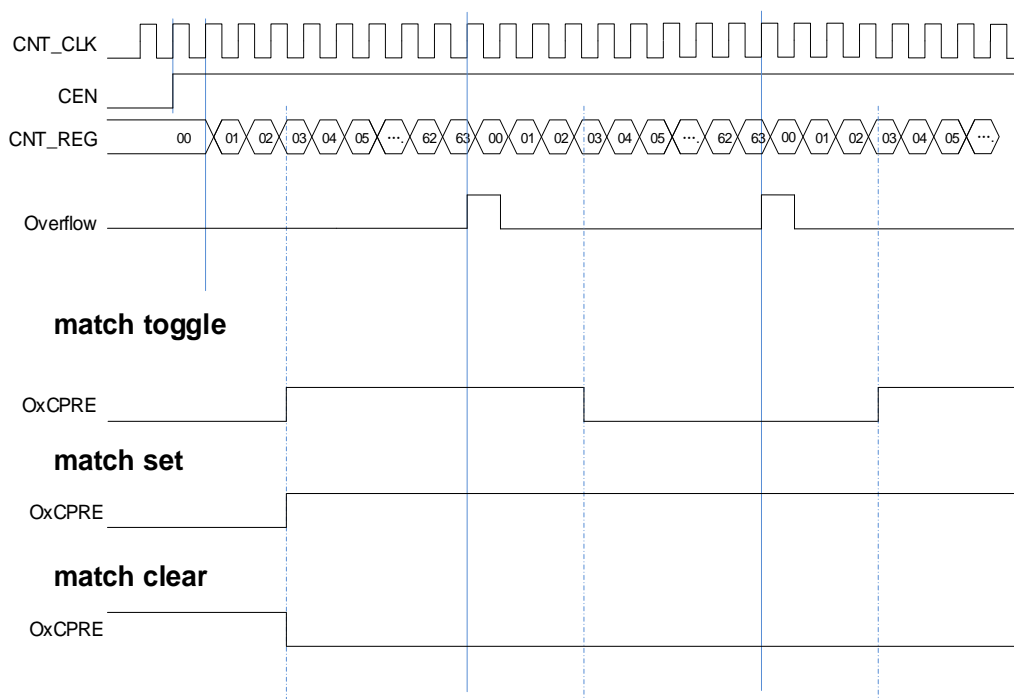 CNT_CLK
CEN
CNT_REG 00 01 02 03 04 05 ···. 62 63 00 01 02 03 04 05 ···. 62 63 00 01 02 03 04 05 ···.
Overflow
match toggle
OxCPRE
match set
OxCPRE
match clear
OxCPRE